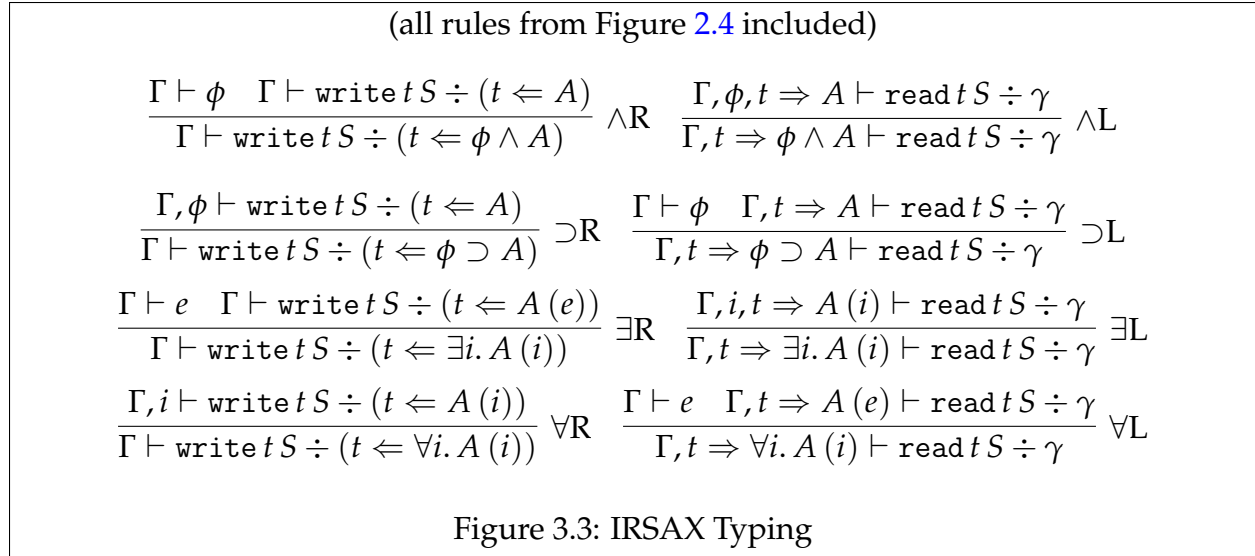 (all rules from Figure 2.4 included)
Γ ⊢ ϕ Γ ⊢ write t S ÷ (t ⇐ A)
Γ ⊢ write t S ÷ (t ⇐ ϕ ∧ A) ∧R
Γ, ϕ, t ⇒ A ⊢ read t S ÷ γ
Γ, t ⇒ ϕ ∧ A ⊢ read t S ÷ γ ∧L
Γ, ϕ ⊢ write t S ÷ (t ⇐ A)
Γ ⊢ write t S ÷ (t ⇐ ϕ ⊃ A) ⊃R
Γ ⊢ ϕ Γ, t ⇒ A ⊢ read t S ÷ γ
Γ, t ⇒ ϕ ⊃ A ⊢ read t S ÷ γ ⊃L
Γ ⊢ e Γ ⊢ write t S ÷ (t ⇐ A (e))
Γ ⊢ write t S ÷ (t ⇐ ∃i. A (i)) ∃R
Γ, i, t ⇒ A (i) ⊢ read t S ÷ γ
Γ, t ⇒ ∃i. A (i) ⊢ read t S ÷ γ ∃L
Γ, i ⊢ write t S ÷ (t ⇐ A (i))
Γ ⊢ write t S ÷ (t ⇐ ∀i. A (i)) ∀R
Γ ⊢ e Γ, t ⇒ A (e) ⊢ read t S ÷ γ
Γ, t ⇒ ∀i. A (i) ⊢ read t S ÷ γ ∀L
Figure 3.3: IRSAX Typing